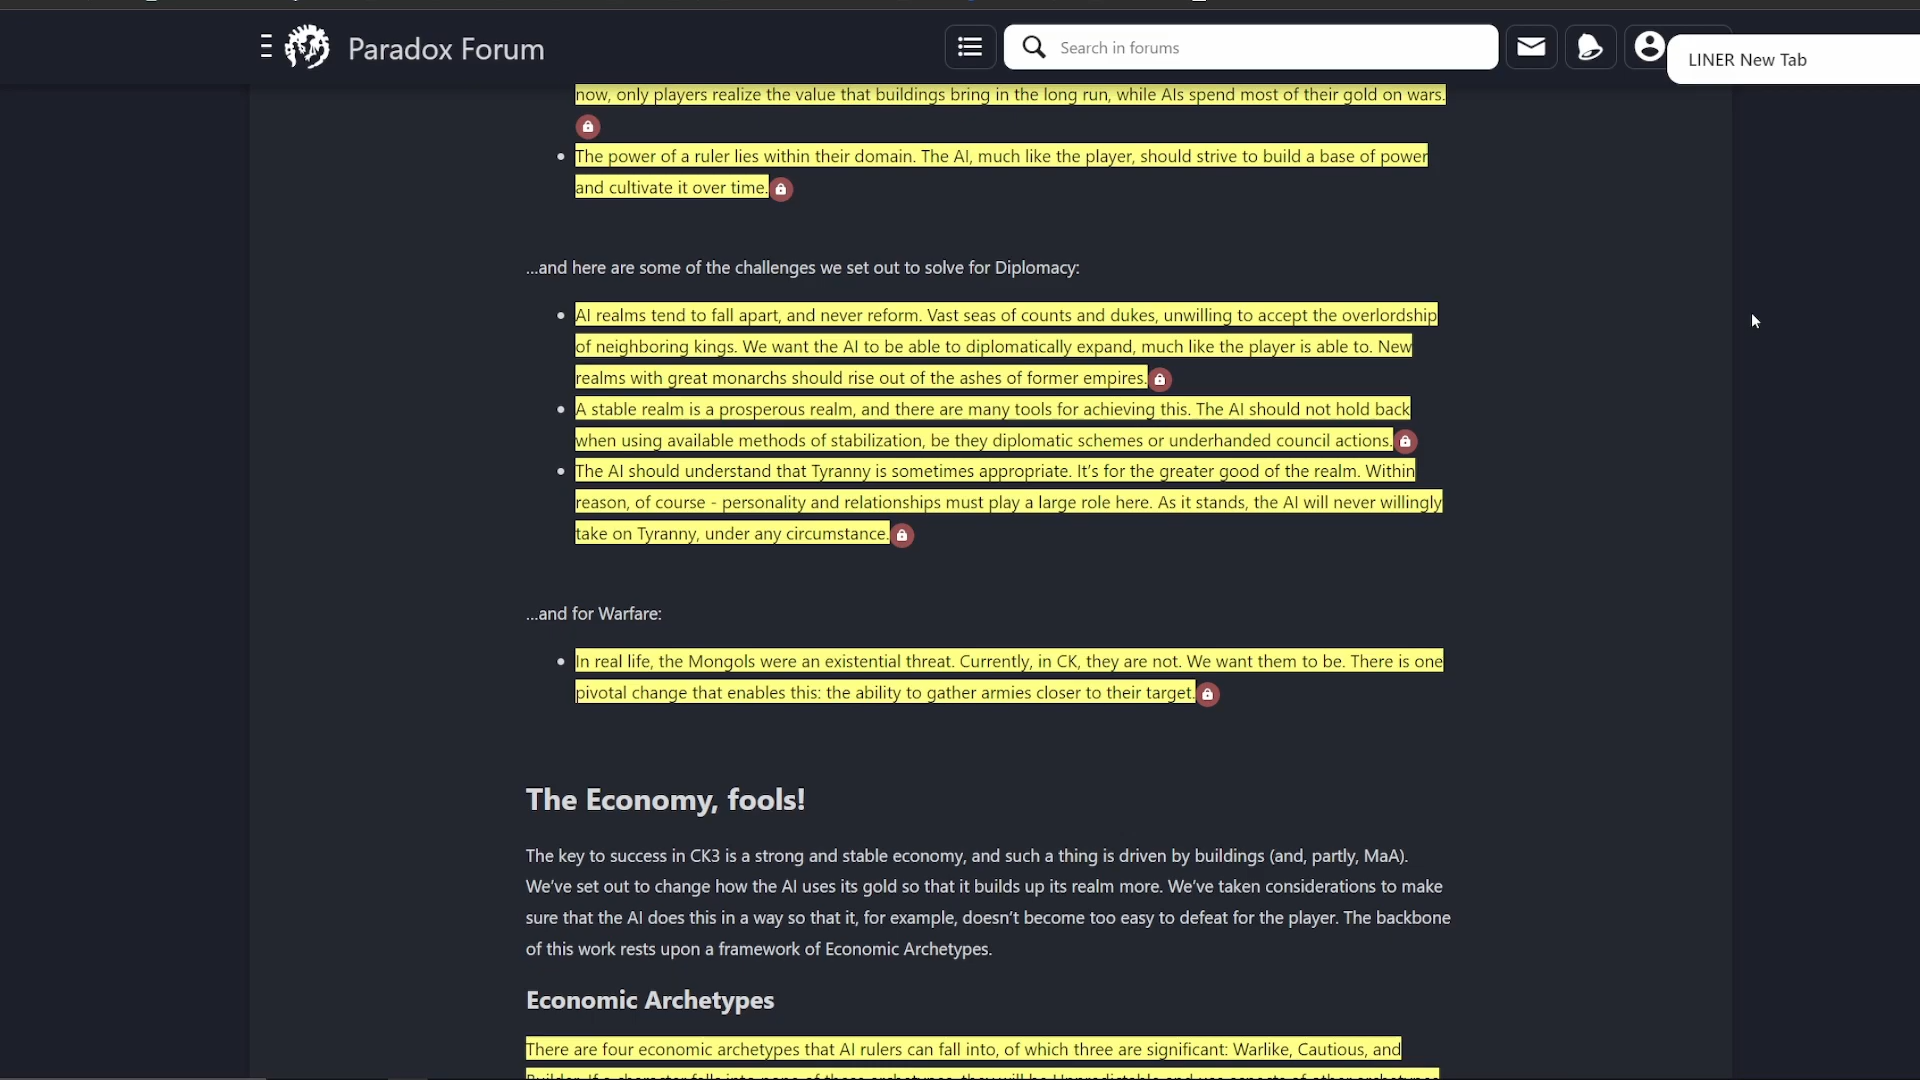 Paradox Forum
Search in forums
LINER New Tab
now, only players realize the value that buildings bring in the long run, while AIs spend most of their gold on wars.
The power of a ruler lies within their domain. The AI, much like the player, should strive to build a base of power
and cultivate it over time.
...and here are some of the challenges we set out to solve for Diplomacy:
AI realms tend to fall apart, and never reform. Vast seas of counts and dukes, unwilling to accept the overlordship
of neighboring kings. We want the AI to be able to diplomatically expand, much like the player is able to. New
realms with great monarchs should rise out of the ashes of former empires.
A stable realm is a prosperous realm, and there are many tools for achieving this. The AI should not hold back
when using available methods of stabilization, be they diplomatic schemes or underhanded council actions.
The AI should understand that Tyranny is sometimes appropriate. It's for the greater good of the realm. Within
reason, of course - personality and relationships must play a large role here. As it stands, the AI will never willingly
take on Tyranny, under any circumstance.
...and for Warfare:
In real life, the Mongols were an existential threat. Currently, in CK, they are not. We want them to be. There is one
pivotal change that enables this: the ability to gather armies closer to their target.
The Economy, fools!
The key to success in CK3 is a strong and stable economy, and such a thing is driven by buildings (and, partly, MaA).
We've set out to change how the AI uses its gold so that it builds up its realm more. We've taken considerations to make
sure that the AI does this in a way so that it, for example, doesn't become too easy to defeat for the player. The backbone
of this work rests upon a framework of Economic Archetypes.
Economic Archetypes
There are four economic archetypes that AI rulers can fall into, of which three are significant: Warlike, Cautious, and